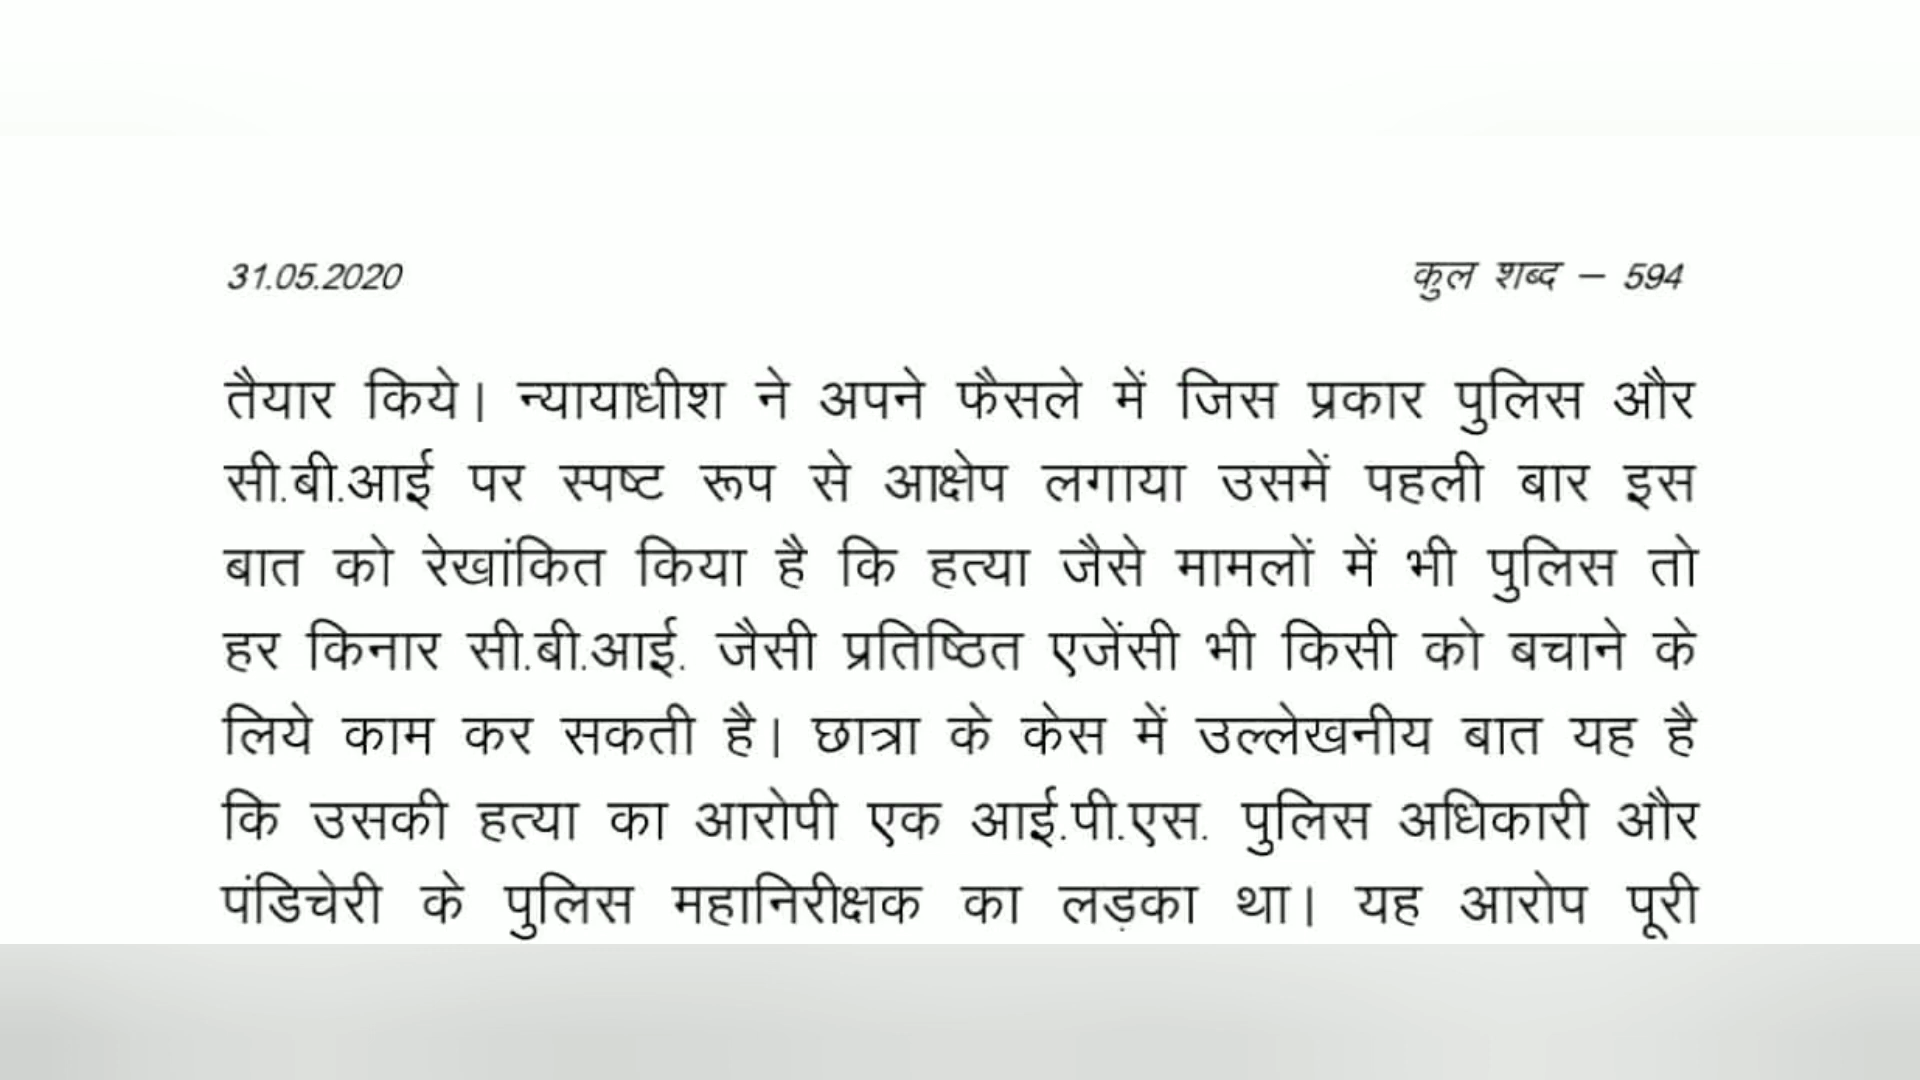 31.05.2020 कुल शब्द – 594
तैयार किये। न्यायाधीश ने अपने फैसले में जिस प्रकार पुलिस और
सी.बी.आई पर स्पष्ट रूप से आक्षेप लगाया उसमें पहली बार इस
बात को रेखांकित किया है कि हत्या जैसे मामलों में भी पुलिस तो
हर किनार सी.बी.आई. जैसी प्रतिष्ठित एजेंसी भी किसी को बचाने के
लिये काम कर सकती है। छात्रा के केस में उल्लेखनीय बात यह है
कि उसकी हत्या का आरोपी एक आई.पी.एस. पुलिस अधिकारी और
पंडिचेरी के पुलिस महानिरीक्षक का लड़का था। यह आरोप पूरी